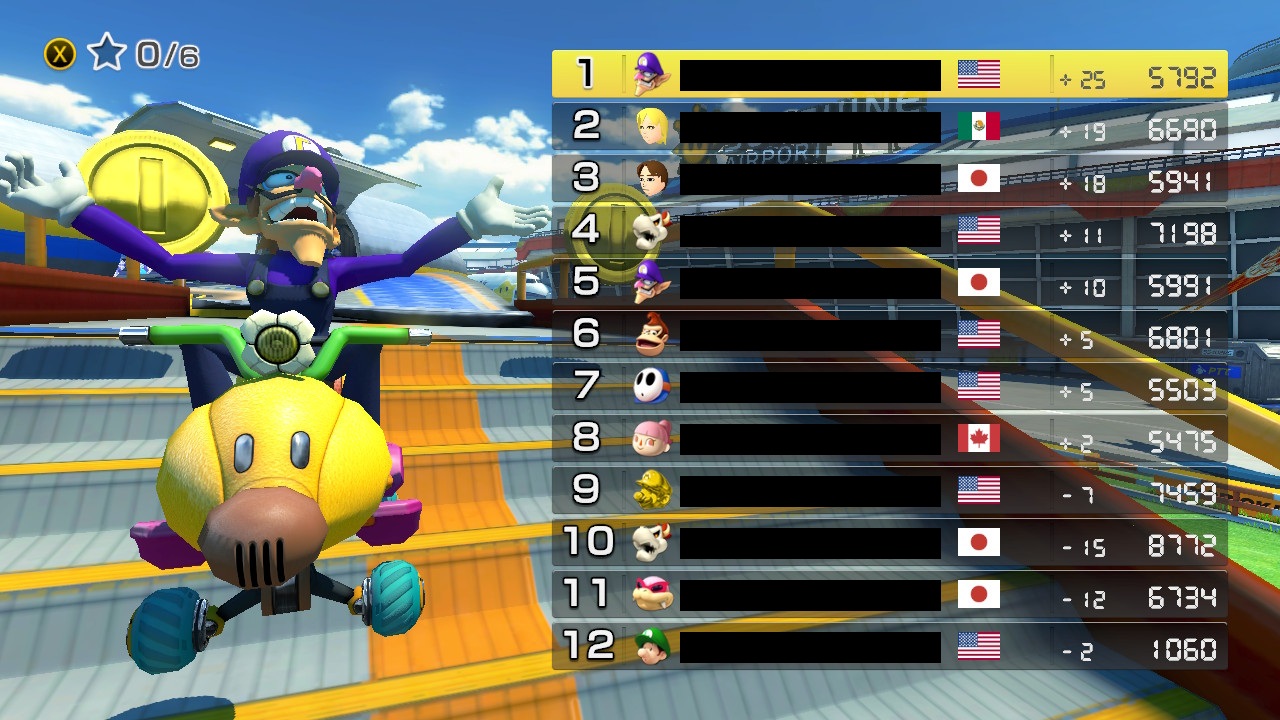 X 0/6
1 + 25 5792
2 + 19 6690
3 + 18 5941
4 + 11 7198
5 + 10 5991
6 + 5 6801
7 + 5 5503
8 + 2 5475
9 - 7 7459
10 - 15 8772
11 - 12 6734
12 - 2 1060
AIRPORT